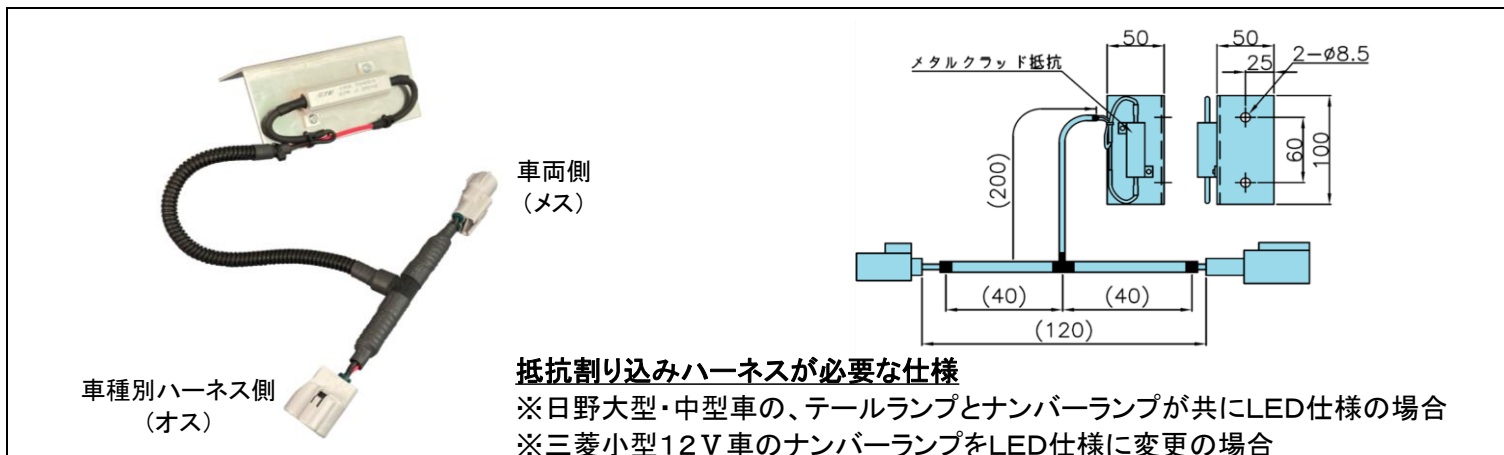 車両側
（メス）
車種別ハーネス側
（オス）
メタルクラッド抵抗
50
50
25
2-φ8.5
60
100
(200)
(40)
(40)
(120)
抵抗割り込みハーネスが必要な仕様
※日野大型・中型車の、テールランプとナンバーランプが共にLED仕様の場合
※三菱小型12V車のナンバーランプをLED仕様に変更の場合